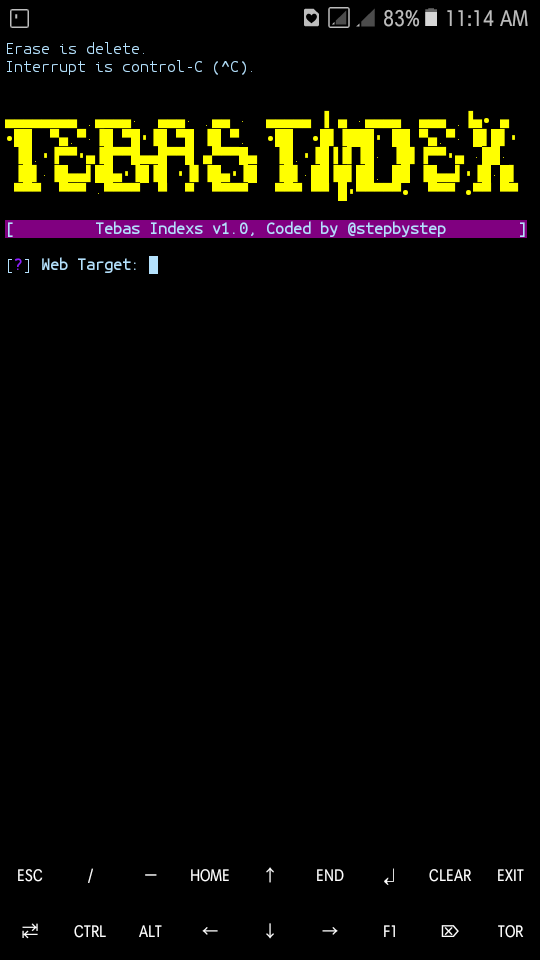 83% 11:14 AM
Erase is delete.
Interrupt is control-C (^C).
TEBAS INDEX
[ Tebas Indexs v1.0, Coded by @stepbystep ]
[?] Web Target:
ESC / — HOME ↑ END ↲ CLEAR EXIT
⇄ CTRL ALT ← ↓ → F1 ⌦ TOR